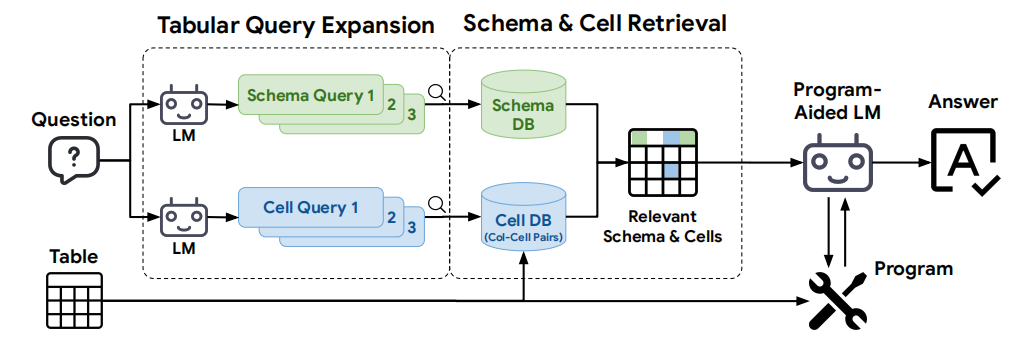 Tabular Query Expansion
Schema & Cell Retrieval
Question
?
LM
Schema Query 1
2
3
Schema
DB
LM
Cell Query 1
2
3
Cell DB
(Col-Cell Pairs)
Relevant
Schema & Cells
Program-
Aided LM
Answer
A
Program
Table